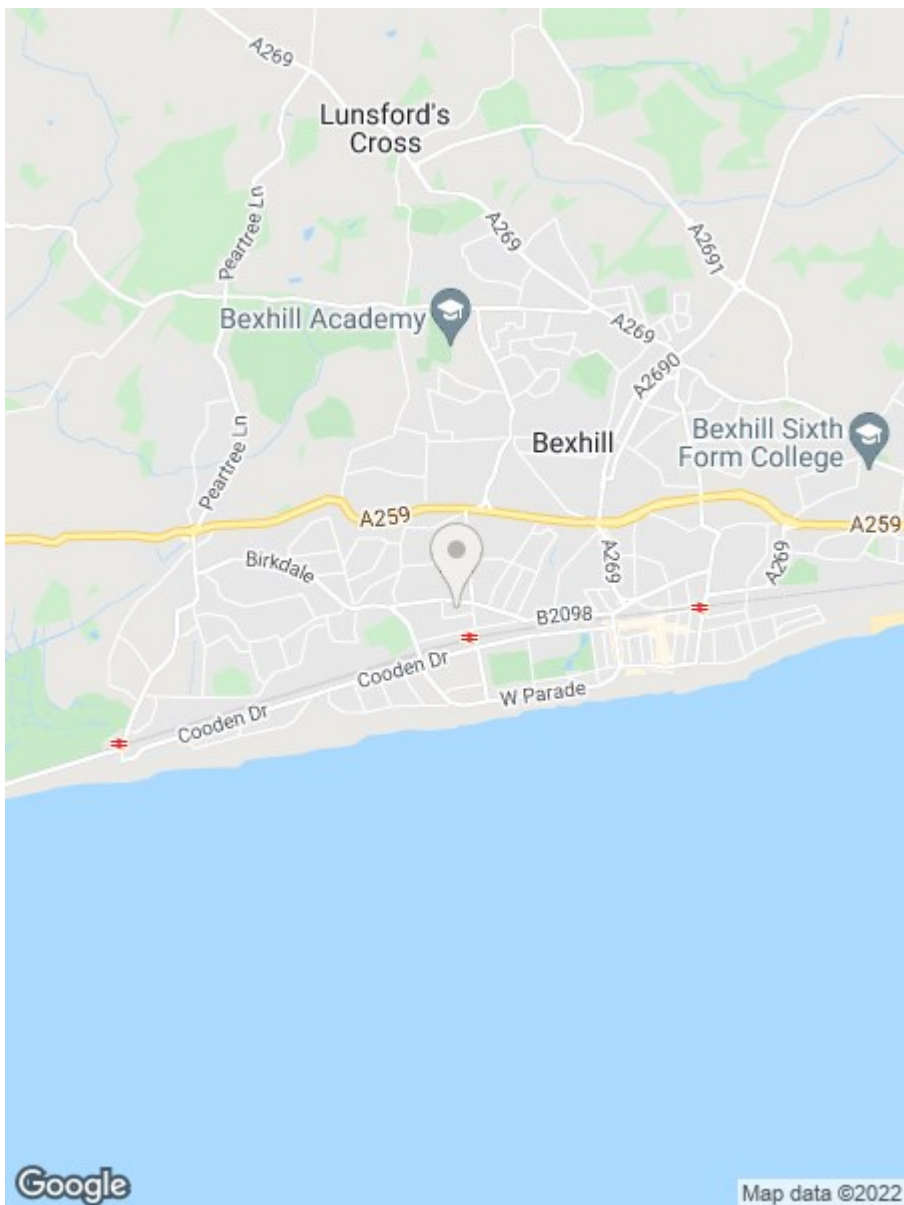 A269
Lunsford's
Cross
Peartree Ln
A269
A2691
Bexhill Academy
A269
A2690
Bexhill
Bexhill Sixth
Form College
Peartree Ln
A259
A259
Birkdale
A269
A269
B2098
Cooden Dr
W Parade
Cooden Dr
Google
Map data ©2022